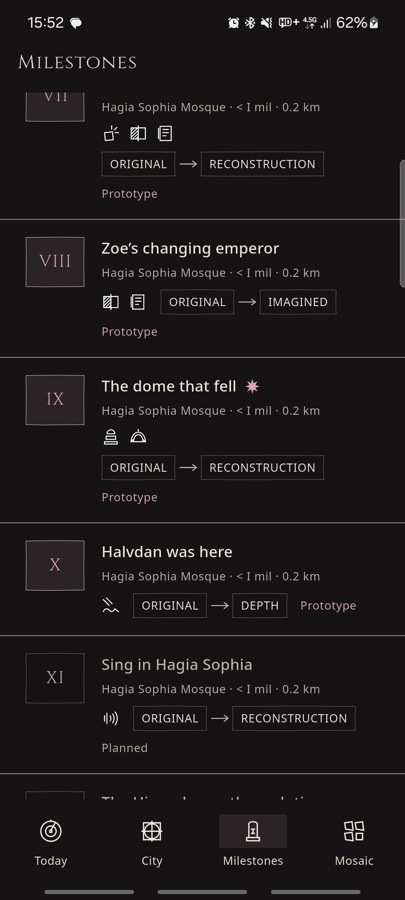 15:52
HD+ 4.5G 62%
MILESTONES
VII
Hagia Sophia Mosque · < I mil · 0.2 km
ORIGINAL → RECONSTRUCTION
Prototype
VIII
Zoe’s changing emperor
Hagia Sophia Mosque · < I mil · 0.2 km
ORIGINAL → IMAGINED
Prototype
IX
The dome that fell
Hagia Sophia Mosque · < I mil · 0.2 km
ORIGINAL → RECONSTRUCTION
Prototype
X
Halvdan was here
Hagia Sophia Mosque · < I mil · 0.2 km
ORIGINAL → DEPTH Prototype
XI
Sing in Hagia Sophia
Hagia Sophia Mosque · < I mil · 0.2 km
ORIGINAL → RECONSTRUCTION
Planned
Today City Milestones Mosaic